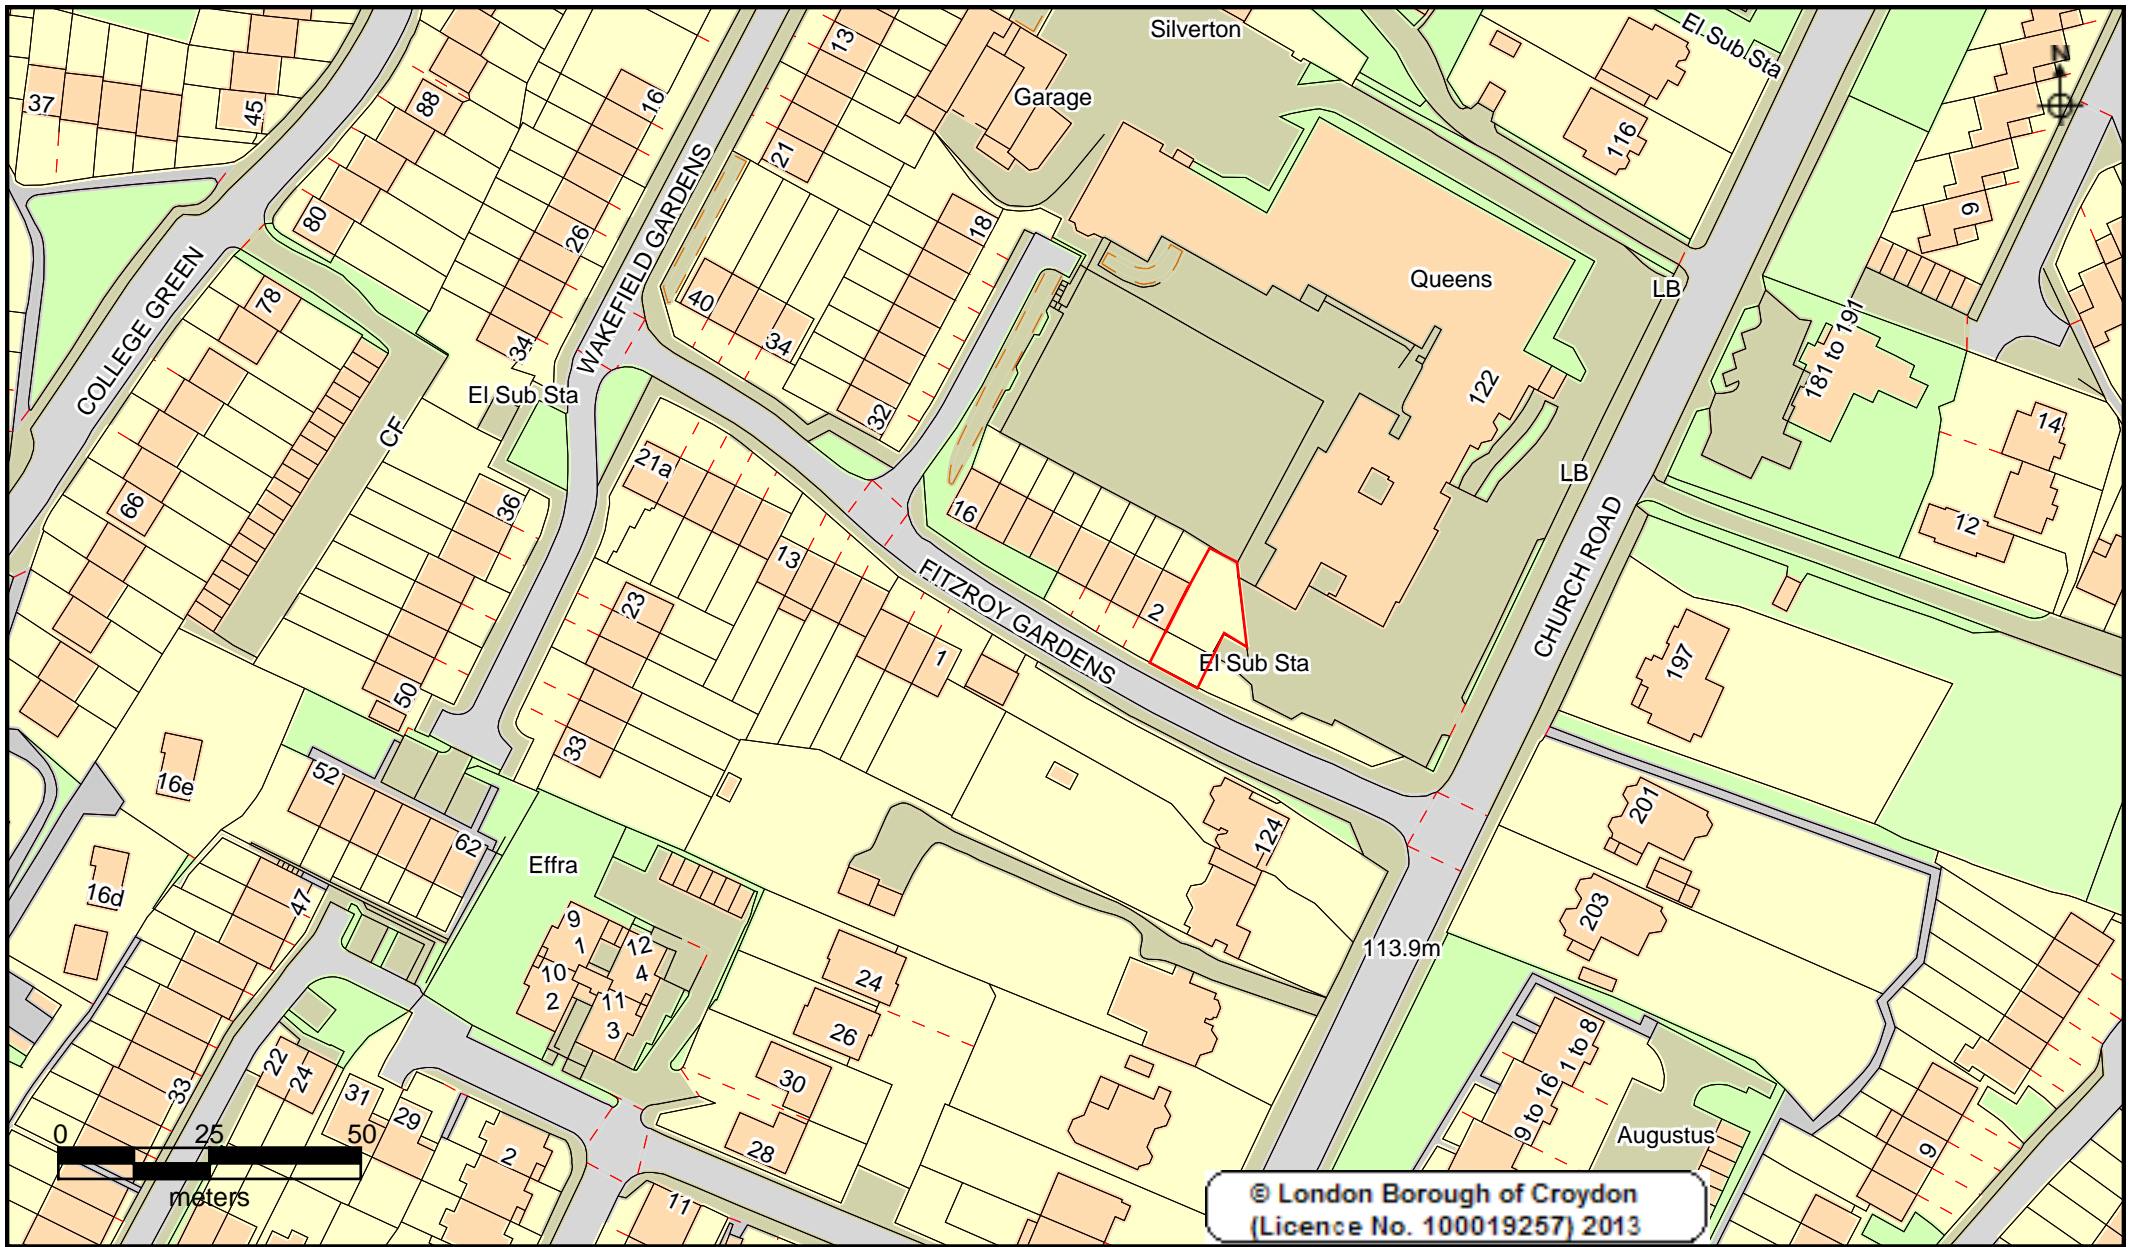 Silverton
El Sub Sta
N
13
37
45
88
16
Garage
116
21
6
80
26
WAKEFIELD GARDENS
18
Queens
LB
78
40
34
34
COLLEGE GREEN
El Sub Sta
32
122
181 to 191
14
CF
21a
LB
66
36
16
12
13
FITZROY GARDENS
CHURCH ROAD
23
2
1
El Sub Sta
197
50
33
16e
52
62
124
201
Effra
16d
47
203
9
1
12
4
10
2
11
3
24
26
113.9m
22
24
30
1 to 8
33
31
29
9 to 16
0 25 50
meters
2
28
Augustus
9
11
© London Borough of Croydon
(Licence No. 100019257) 2013